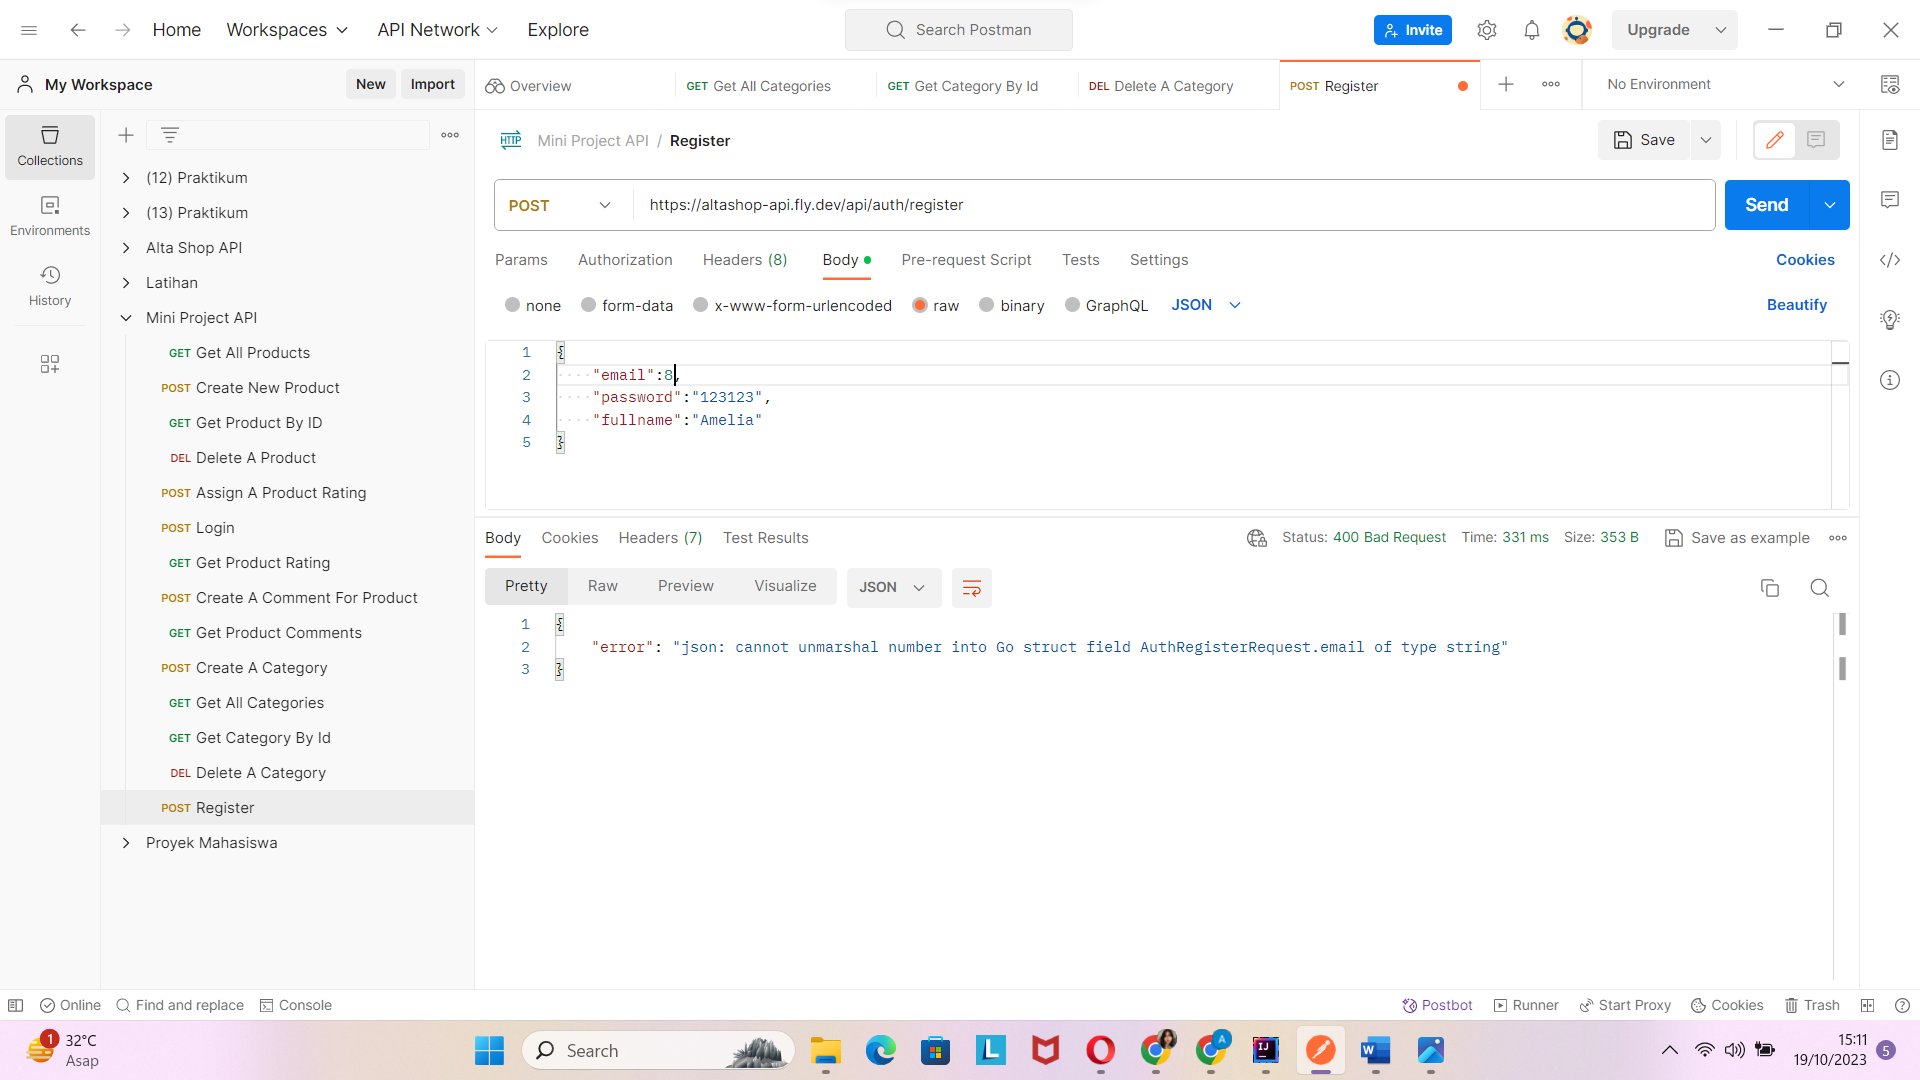 Home Workspaces API Network Explore Search Postman Invite Upgrade
My Workspace New Import Overview GET Get All Categories GET Get Category By Id DEL Delete A Category POST Register No Environment
Collections
Environments
History
(12) Praktikum
(13) Praktikum
Alta Shop API
Latihan
Mini Project API
GET Get All Products
POST Create New Product
GET Get Product By ID
DEL Delete A Product
POST Assign A Product Rating
POST Login
GET Get Product Rating
POST Create A Comment For Product
GET Get Product Comments
POST Create A Category
GET Get All Categories
GET Get Category By Id
DEL Delete A Category
POST Register
Proyek Mahasiswa
HTTP Mini Project API / Register Save
POST https://altashop-api.fly.dev/api/auth/register Send
Params Authorization Headers (8) Body Pre-request Script Tests Settings Cookies
none form-data x-www-form-urlencoded raw binary GraphQL JSON Beautify
1 {
2 "email":8,
3 "password":"123123",
4 "fullname":"Amelia"
5 }
Body Cookies Headers (7) Test Results Status: 400 Bad Request Time: 331 ms Size: 353 B Save as example
Pretty Raw Preview Visualize JSON
1 {
2 "error": "json: cannot unmarshal number into Go struct field AuthRegisterRequest.email of type string"
3 }
Online Find and replace Console Postbot Runner Start Proxy Cookies Trash
1 32°C
Asap
Search
L
A
IJ
W
15:11
19/10/2023
5